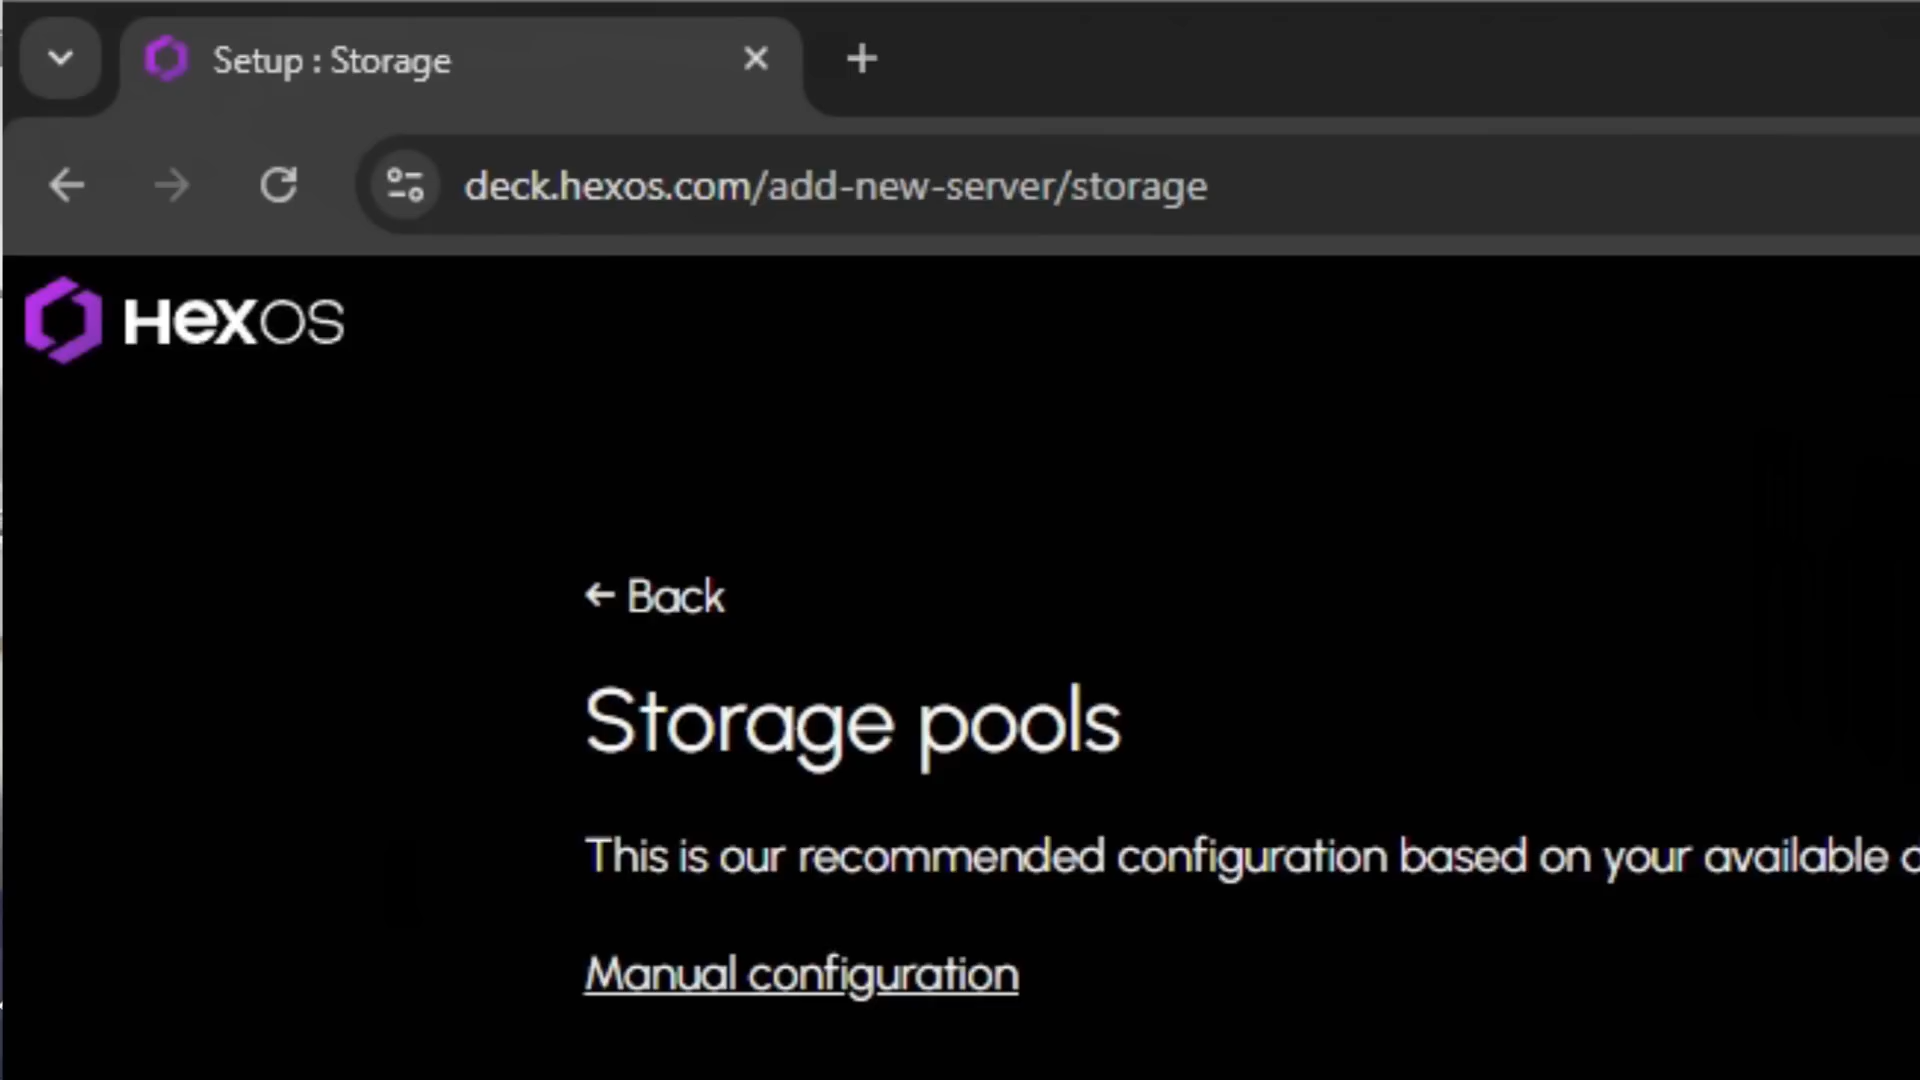 Setup : Storage
deck.hexos.com/add-new-server/storage
HexOS
← Back
Storage pools
This is our recommended configuration based on your available
Manual configuration